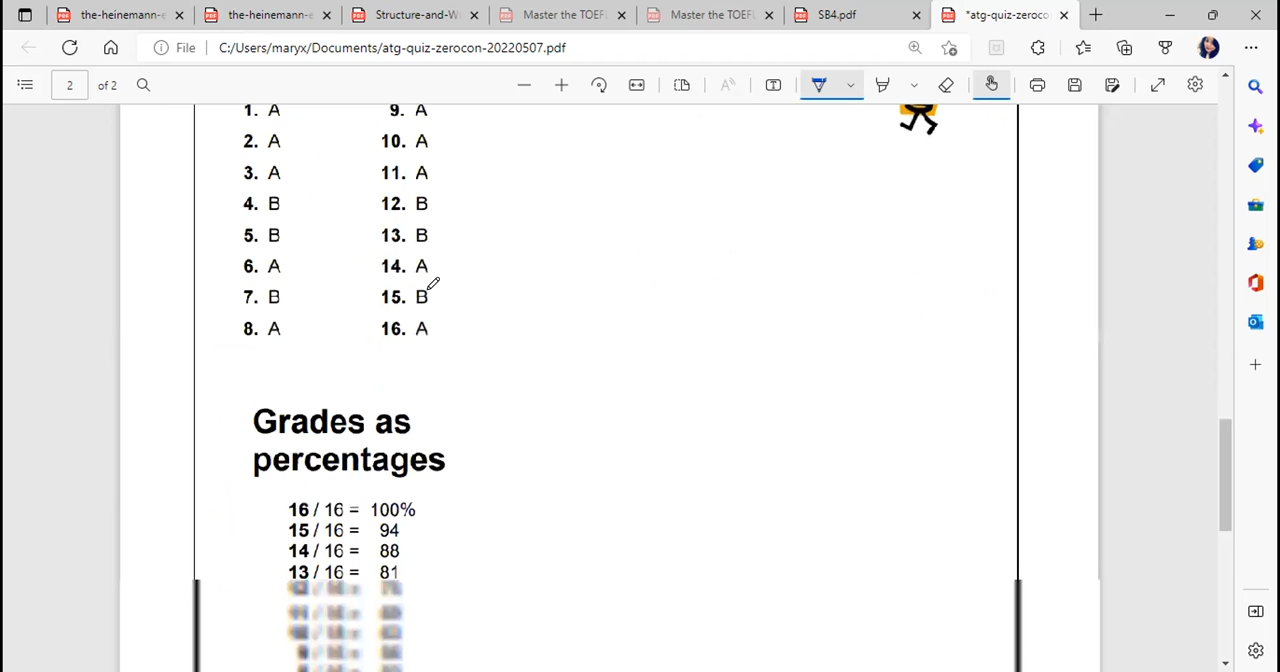 the-heinemann-e
the-heinemann-e
Structure-and-W
Master the TOEF
Master the TOEFL
SB4.pdf
*atg-quiz-zerocon
File
C:/Users/maryx/Documents/atg-quiz-zerocon-20220507.pdf
2 of 2
1. A 9. A
2. A 10. A
3. A 11. A
4. B 12. B
5. B 13. B
6. A 14. A
7. B 15. B
8. A 16. A
Grades as
percentages
16 / 16 = 100%
15 / 16 = 94
14 / 16 = 88
13 / 16 = 81